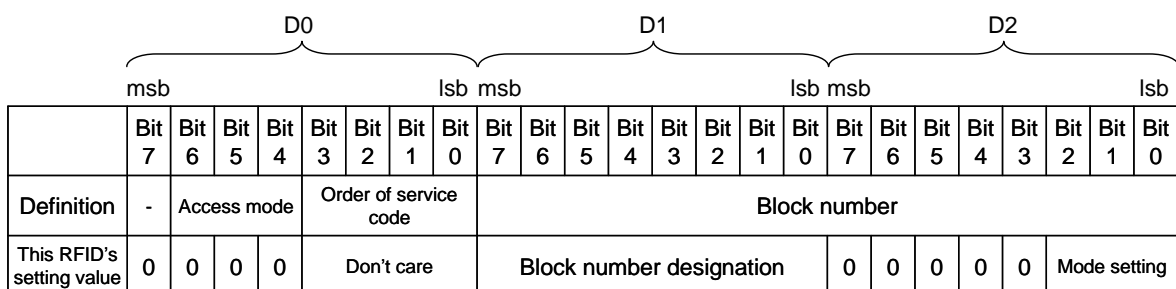 D0 D1 D2
msb lsb msb lsb msb lsb
Bit 7 Bit 6 Bit 5 Bit 4 Bit 3 Bit 2 Bit 1 Bit 0 Bit 7 Bit 6 Bit 5 Bit 4 Bit 3 Bit 2 Bit 1 Bit 0 Bit 7 Bit 6 Bit 5 Bit 4 Bit 3 Bit 2 Bit 1 Bit 0
Definition - Access mode Order of service code Block number
This RFID's setting value 0 0 0 0 Don't care Block number designation 0 0 0 0 0 Mode setting